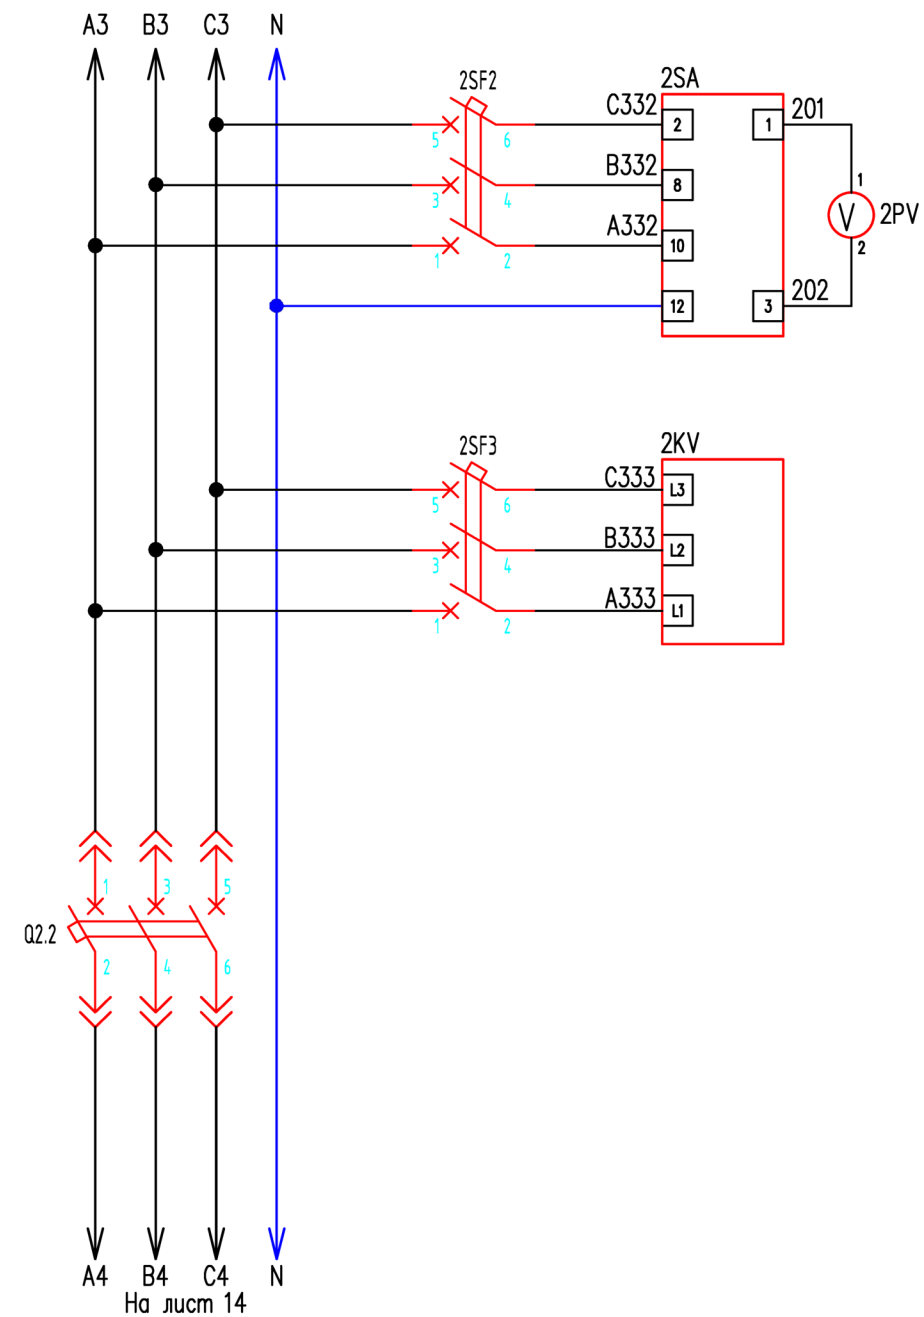 A3 B3 C3 N
2SF2 2SA
C332 2 1 201
5 6
B332 8 1
3 4 V 2PV
A332 10 2
1 2
12 3 202
2SF3 2KV
C333 L3
5 6
B333 L2
3 4
A333 L1
1 2
1 3 5
Q2.2
2 4 6
A4 B4 C4 N
На лист 14